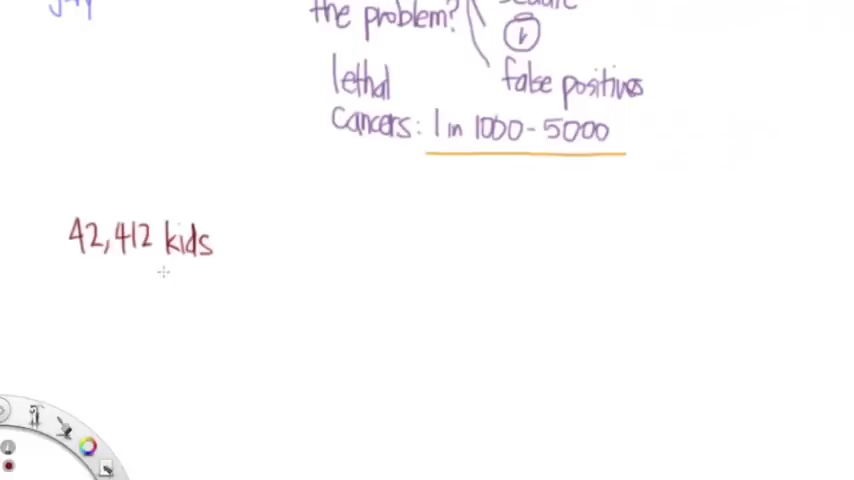 the problem?
false positives
lethal
cancers: 1 in 1000 - 5000
42,412 kids